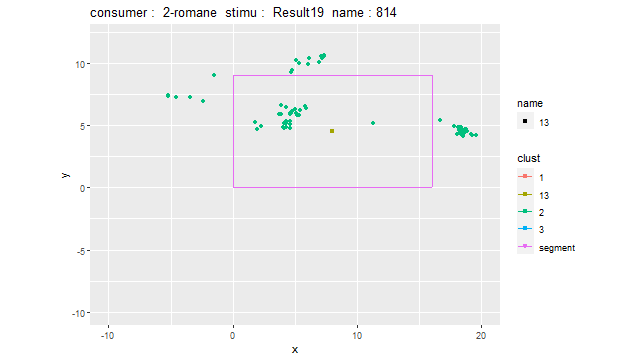 consumer : 2-romane stimu : Result19 name : 814
10
5
0
-5
-10
y
-10
0
10
20
x
name
13
clust
1
13
2
3
segment